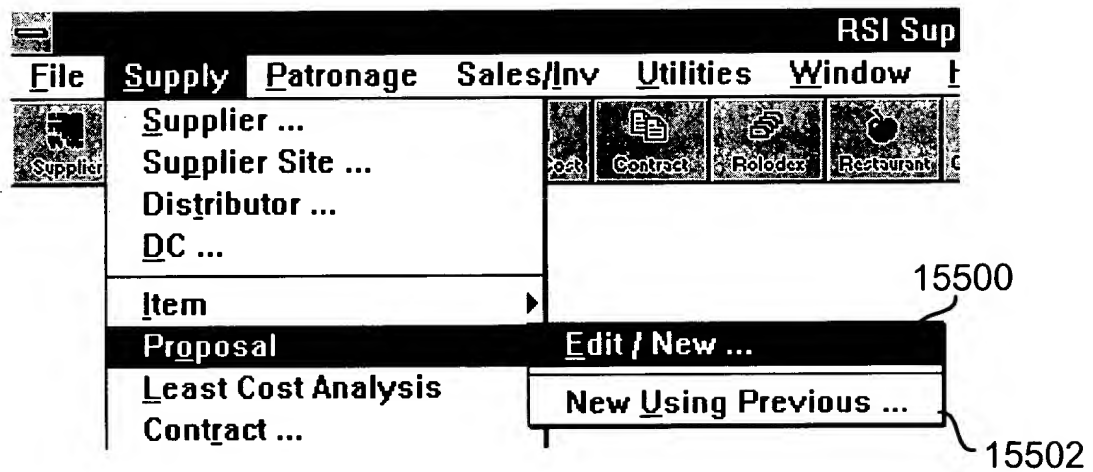 RSI Sup
File Supply Patronage Sales/Inv Utilities Window H
Supplier ost Contract Rolodex Restaurant
Supplier ...
Supplier Site ...
Distributor ...
DC ...
15500
Item
Proposal Edit / New ...
Least Cost Analysis New Using Previous ...
Contract ...
15502